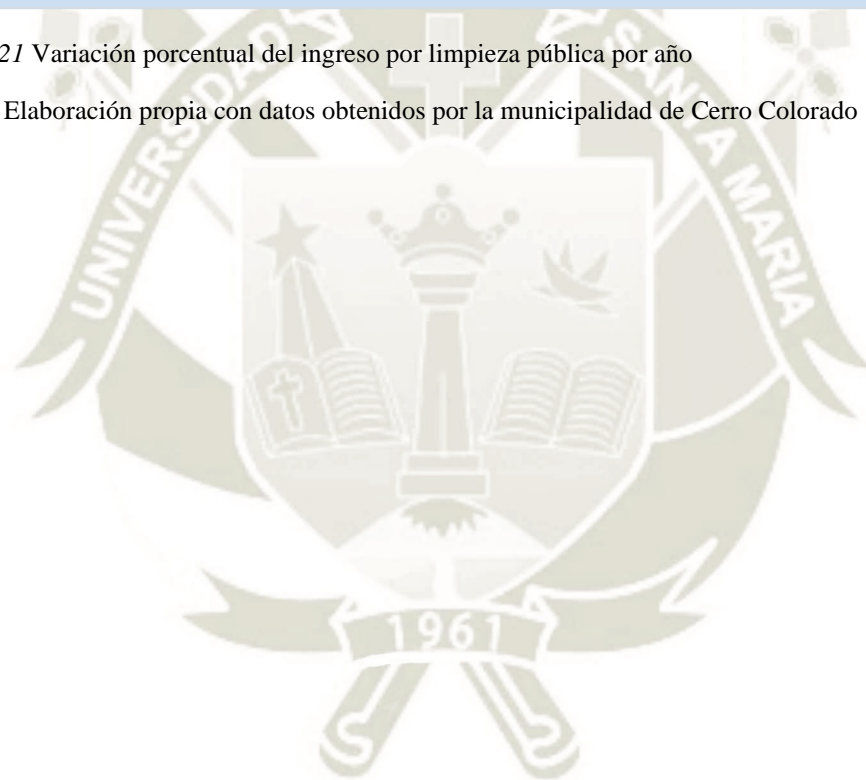 21 Variación porcentual del ingreso por limpieza pública por año
Elaboración propia con datos obtenidos por la municipalidad de Cerro Colorado
UNIVERSIDAD
SANTA MARIA
1961